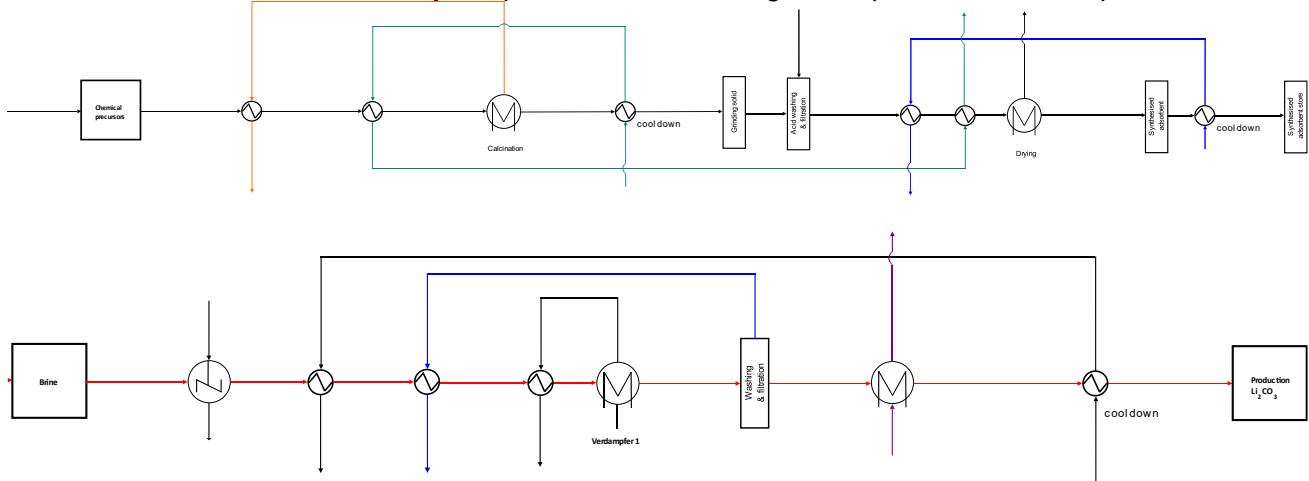 Chemical
precursors
Calcination
cool down
Grinding solid
Acid washing
& filtration
Drying
Synthesised
adsorbent
cool down
Synthesised
adsorbent store
Brine
Verdampfer 1
Washing
& filtration
cool down
Production
Li2CO3